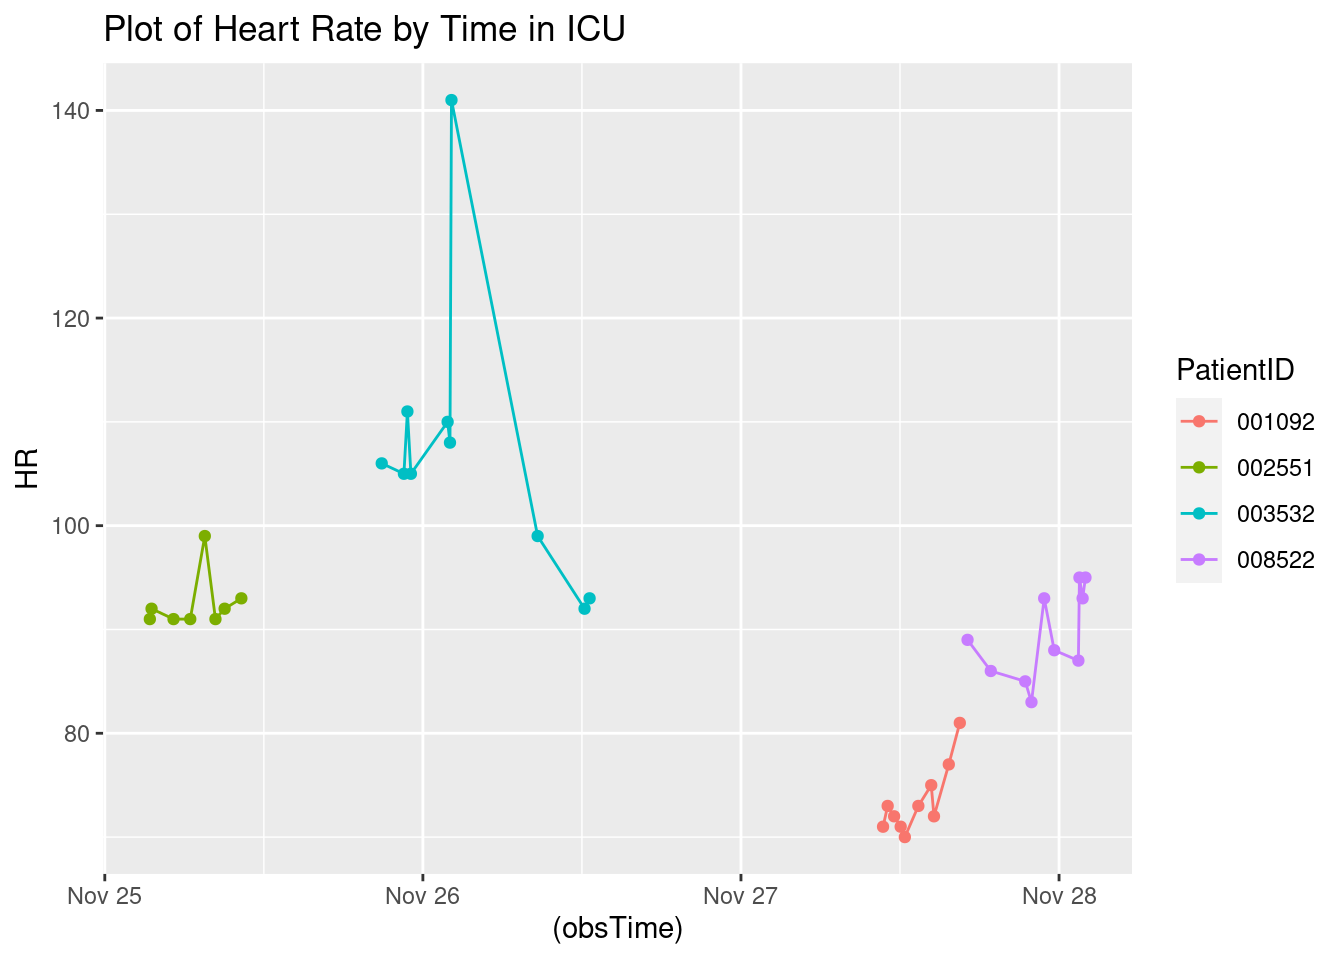 Plot of Heart Rate by Time in ICU
140
120
100
80
HR
Nov 25
Nov 26
Nov 27
Nov 28
(obsTime)
PatientID
001092
002551
003532
008522